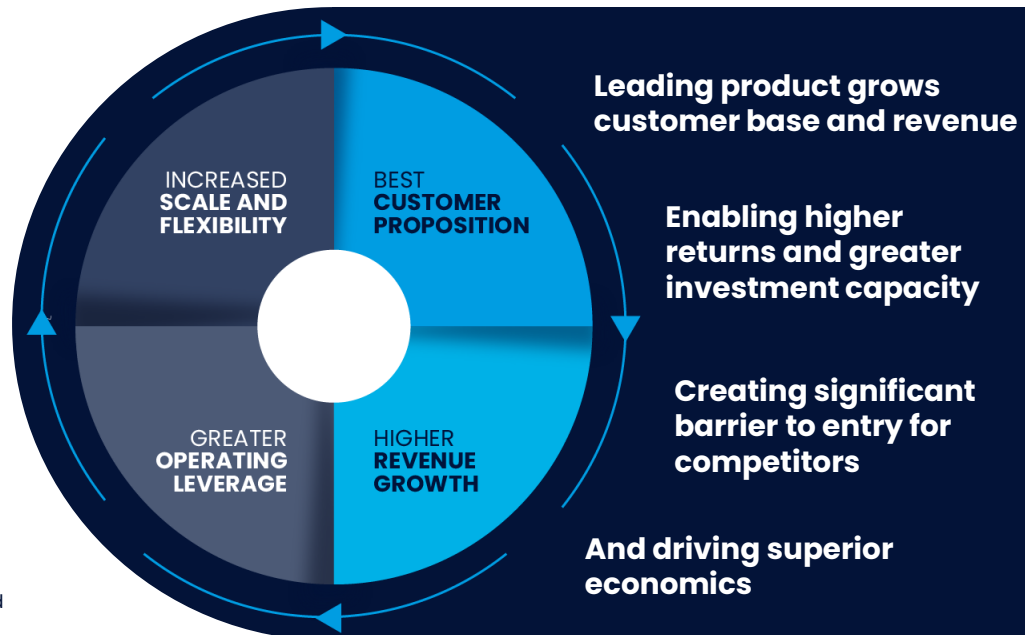 INCREASED
SCALE AND
FLEXIBILITY
BEST
CUSTOMER
PROPOSITION
GREATER
OPERATING
LEVERAGE
HIGHER
REVENUE
GROWTH
Leading product grows
customer base and revenue
Enabling higher
returns and greater
investment capacity
Creating significant
barrier to entry for
competitors
And driving superior
economics